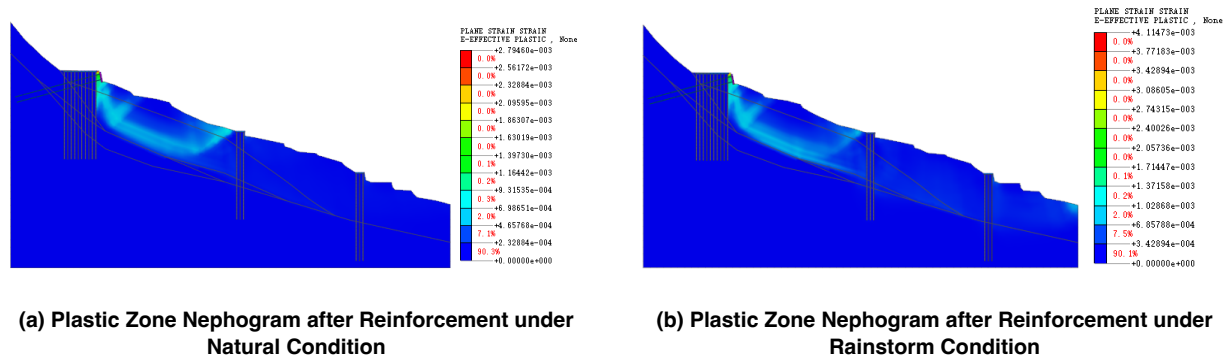 PLANE STRAIN STRAIN
E-EFFECTIVE PLASTIC , None
+2.79460e-003
0.0%
+2.56172e-003
0.0%
+2.32884e-003
0.0%
+2.09595e-003
0.0%
+1.86307e-003
0.0%
+1.63019e-003
0.0%
+1.39730e-003
0.1%
+1.16442e-003
0.2%
+9.31535e-004
0.3%
+6.98651e-004
2.0%
+4.65768e-004
7.1%
+2.32884e-004
90.3%
+0.00000e+000
PLANE STRAIN STRAIN
E-EFFECTIVE PLASTIC , None
+4.11473e-003
0.0%
+3.77183e-003
0.0%
+3.42894e-003
0.0%
+3.08605e-003
0.0%
+2.74315e-003
0.0%
+2.40026e-003
0.0%
+2.05736e-003
0.0%
+1.71447e-003
0.1%
+1.37158e-003
0.2%
+1.02868e-003
2.0%
+6.85788e-004
7.5%
+3.42894e-004
90.1%
+0.00000e+000
(a) Plastic Zone Nephogram after Reinforcement under
Natural Condition
(b) Plastic Zone Nephogram after Reinforcement under
Rainstorm Condition